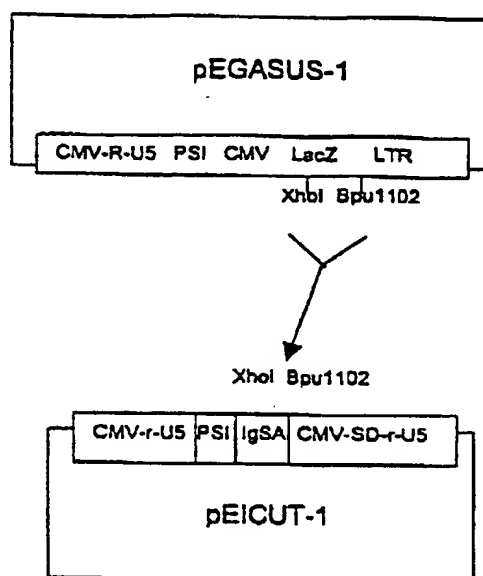 pEGASUS-1
CMV-R-U5 PSI CMV LacZ LTR
XhoI Bpu1102
XhoI Bpu1102
CMV-r-U5 PSI IgSA CMV-SD-r-U5
pEICUT-1